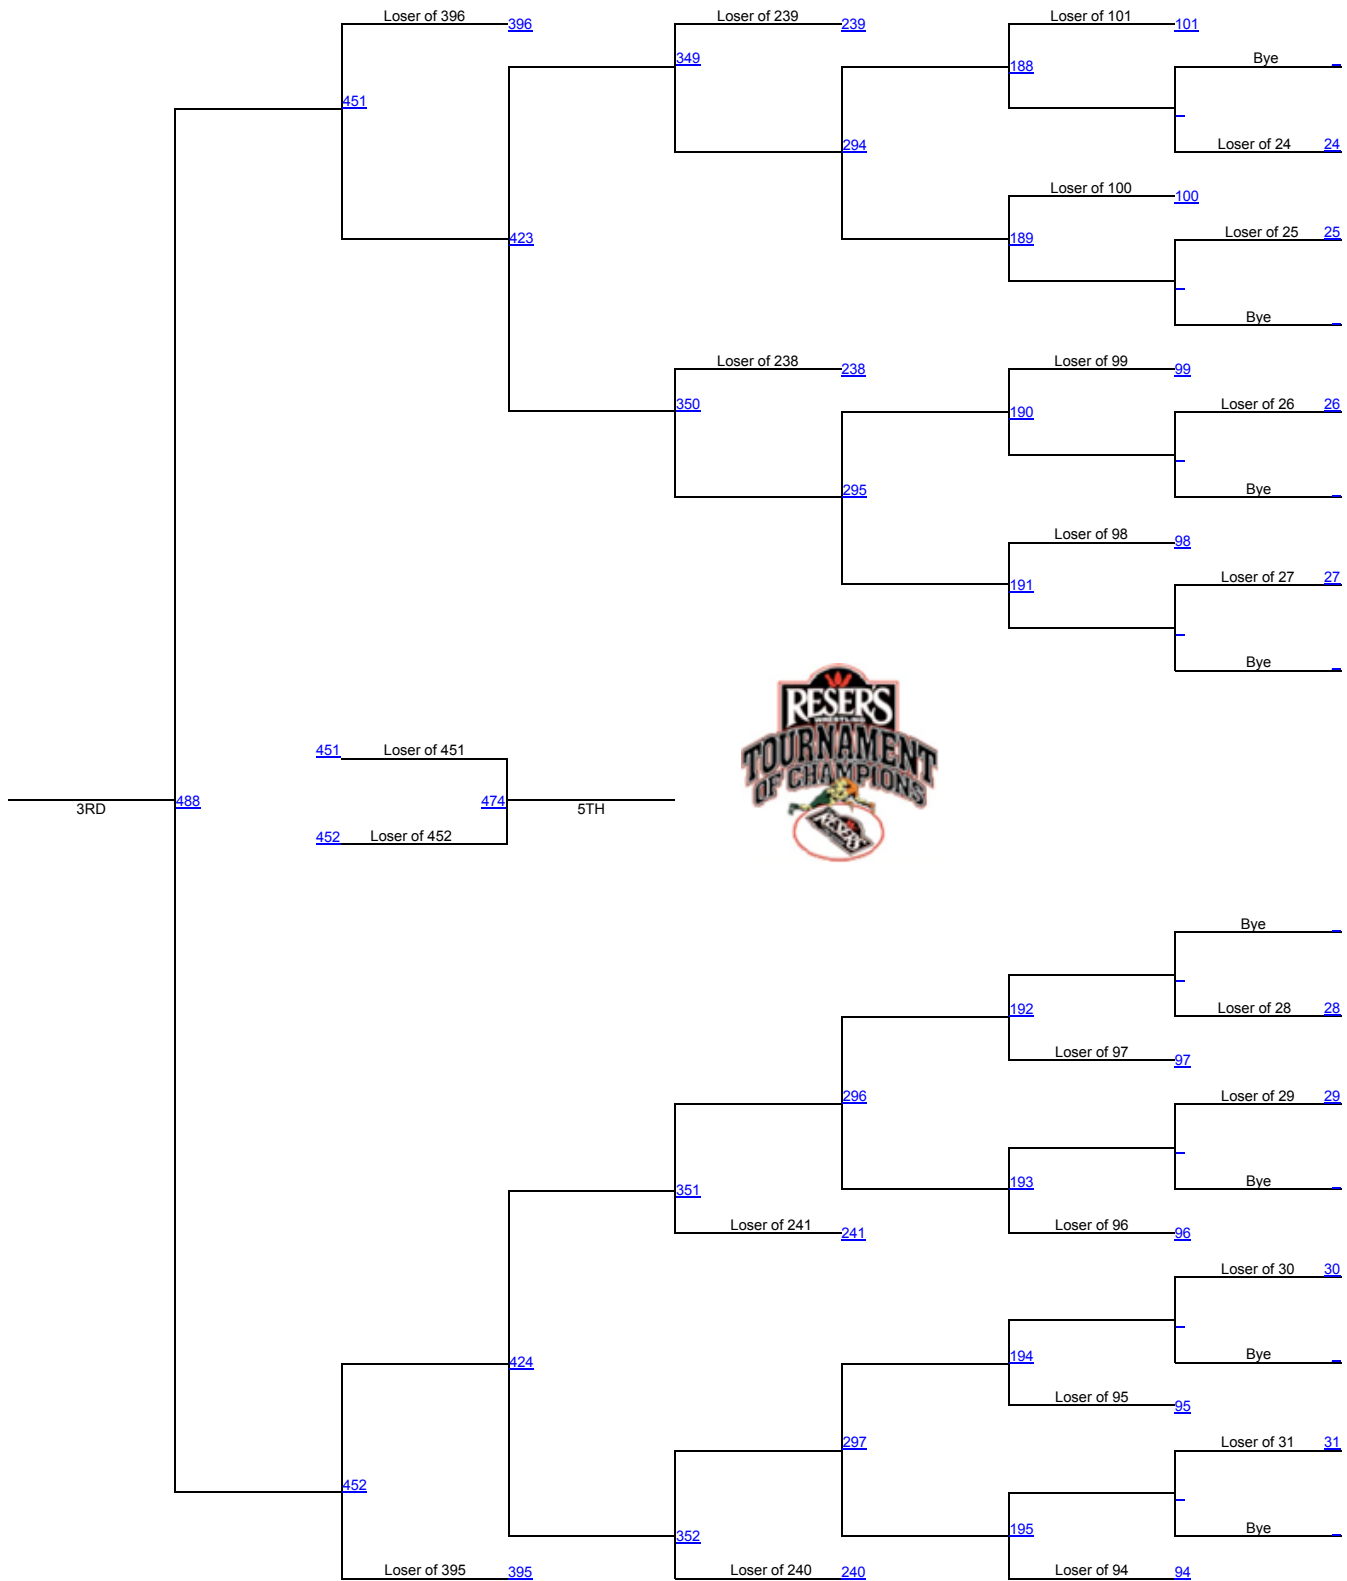 Loser of 396 396 Loser of 239 239 Loser of 101 101
349 188 Bye
451
294 Loser of 24 24
Loser of 100 100
423 189 Loser of 25 25
Bye
Loser of 238 238 Loser of 99 99
350 190 Loser of 26 26
295 Bye
Loser of 98 98
191 Loser of 27 27
Bye
RESER'S
WRESTLING
TOURNAMENT
OF CHAMPIONS
RESER'S
451 Loser of 451
3RD 488 474 5TH
452 Loser of 452
Bye
192 Loser of 28 28
Loser of 97 97
296 Loser of 29 29
351 193 Bye
Loser of 241 241 Loser of 96 96
Loser of 30 30
424 194 Bye
Loser of 95 95
297 Loser of 31 31
452
352 195 Bye
Loser of 395 395 Loser of 240 240 Loser of 94 94